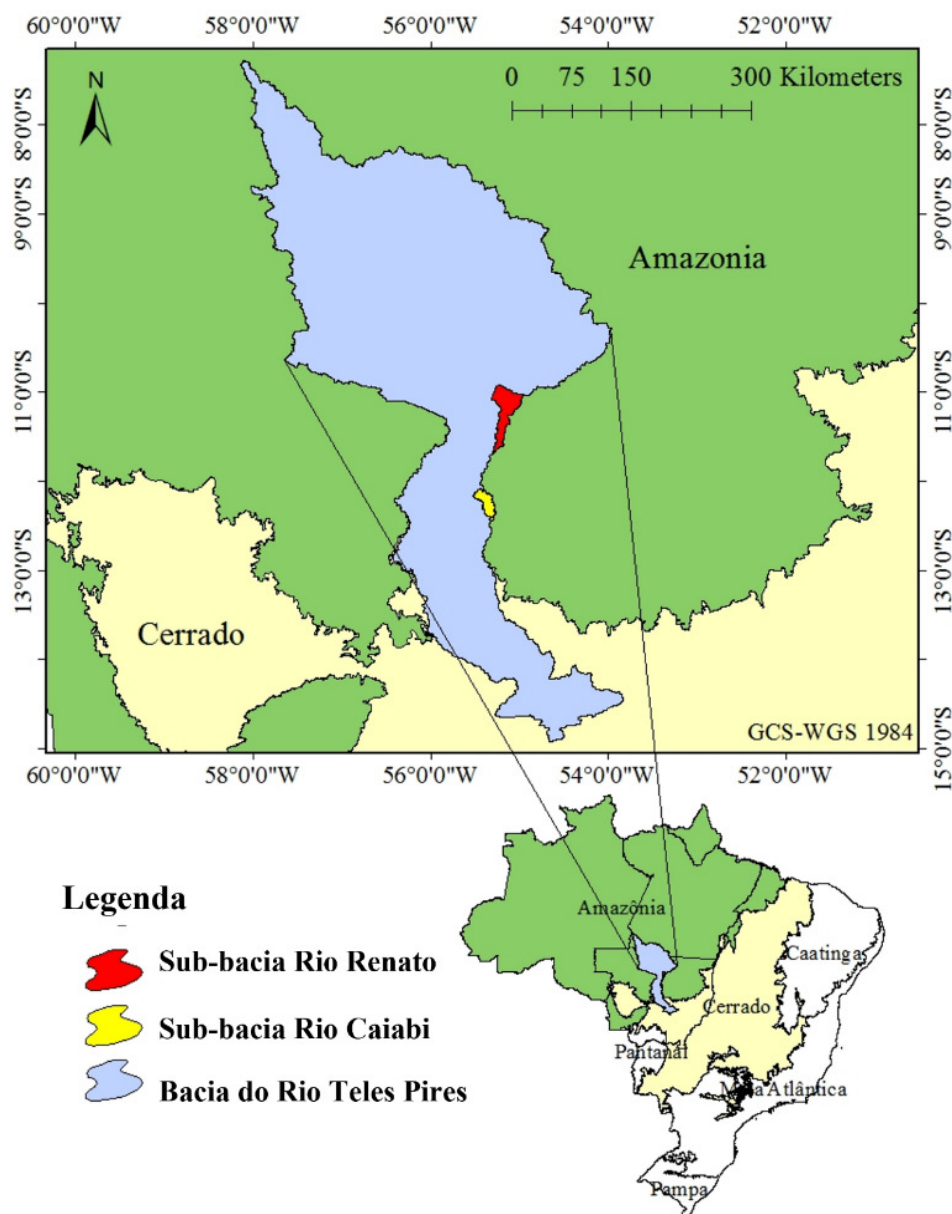 60°0'0"W 58°0'0"W 56°0'0"W 54°0'0"W 52°0'0"W
N
0 75 150 300 Kilometers
8°0'0"S 8°0'0"S
9°0'0"S 9°0'0"S
Amazonia
11°0'0"S 11°0'0"S
13°0'0"S 13°0'0"S
Cerrado
GCS-WGS 1984
15°0'0"S
60°0'0"W 58°0'0"W 56°0'0"W 54°0'0"W 52°0'0"W
Legenda
Sub-bacia Rio Renato
Sub-bacia Rio Caiabi
Bacia do Rio Teles Pires
Amazônia
Caatinga
Cerrado
Pantanal
Mata Atlântica
Pampa